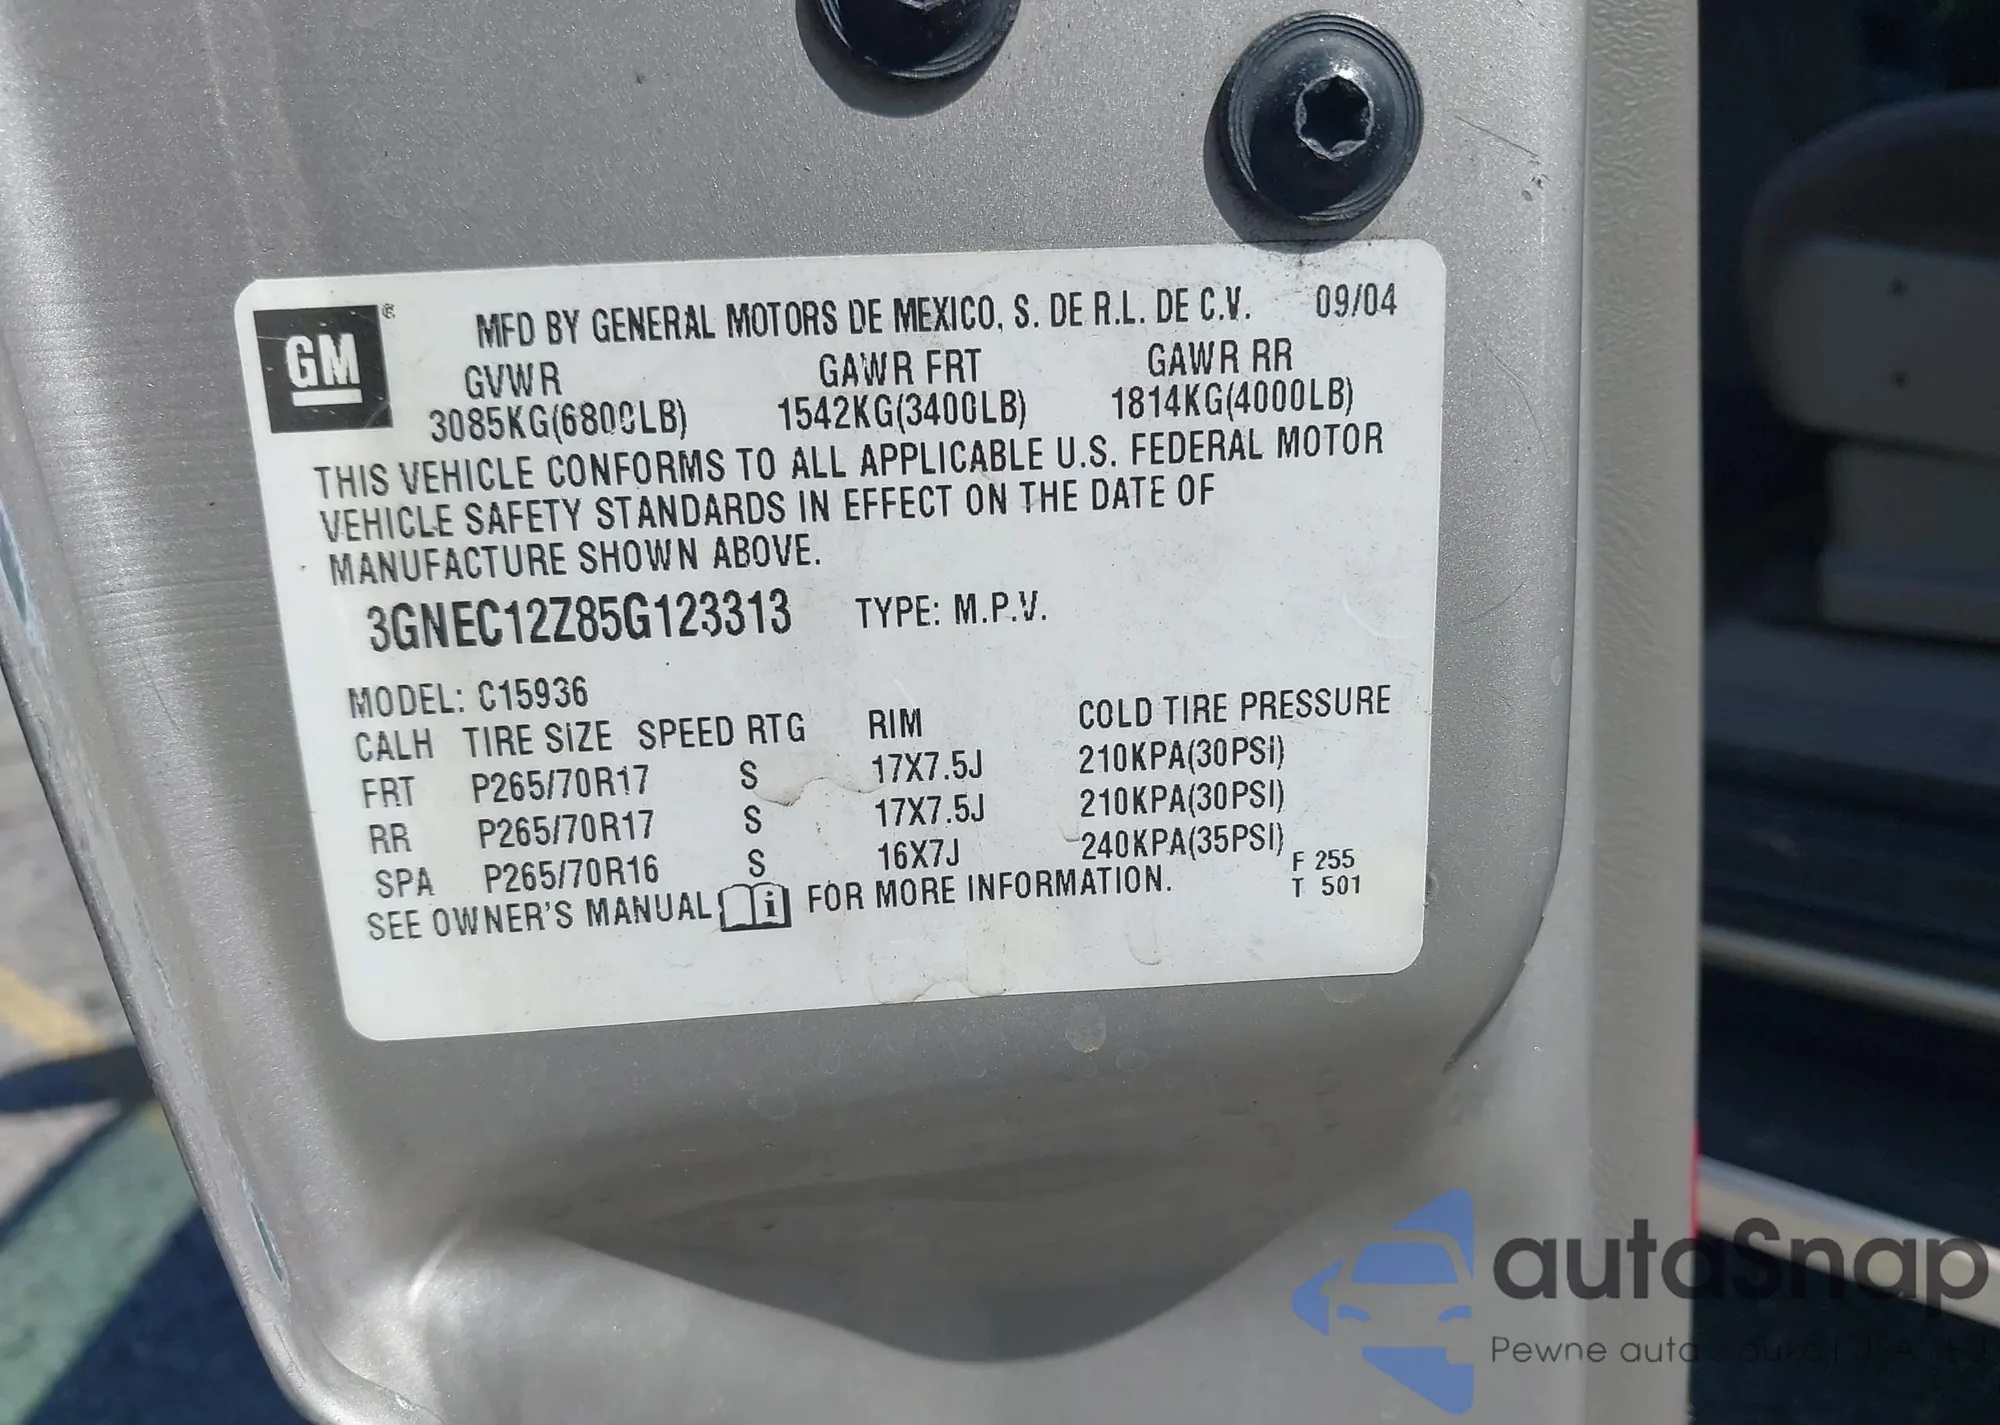 GM® MFD BY GENERAL MOTORS DE MEXICO, S. DE R.L. DE C.V. 09/04
GVWR GAWR FRT GAWR RR
3085KG(6800LB) 1542KG(3400LB) 1814KG(4000LB)
THIS VEHICLE CONFORMS TO ALL APPLICABLE U.S. FEDERAL MOTOR
VEHICLE SAFETY STANDARDS IN EFFECT ON THE DATE OF
MANUFACTURE SHOWN ABOVE.
3GNEC12Z85G123313 TYPE: M.P.V.
MODEL: C15936
CALH TIRE SIZE SPEED RTG RIM COLD TIRE PRESSURE
FRT P265/70R17 S 17X7.5J 210KPA(30PSI)
RR P265/70R17 S 17X7.5J 210KPA(30PSI)
SPA P265/70R16 S 16X7J 240KPA(35PSI)
SEE OWNER'S MANUAL i FOR MORE INFORMATION.
F 255
T 501
autoSnap
Pewne auta z aukcji USA